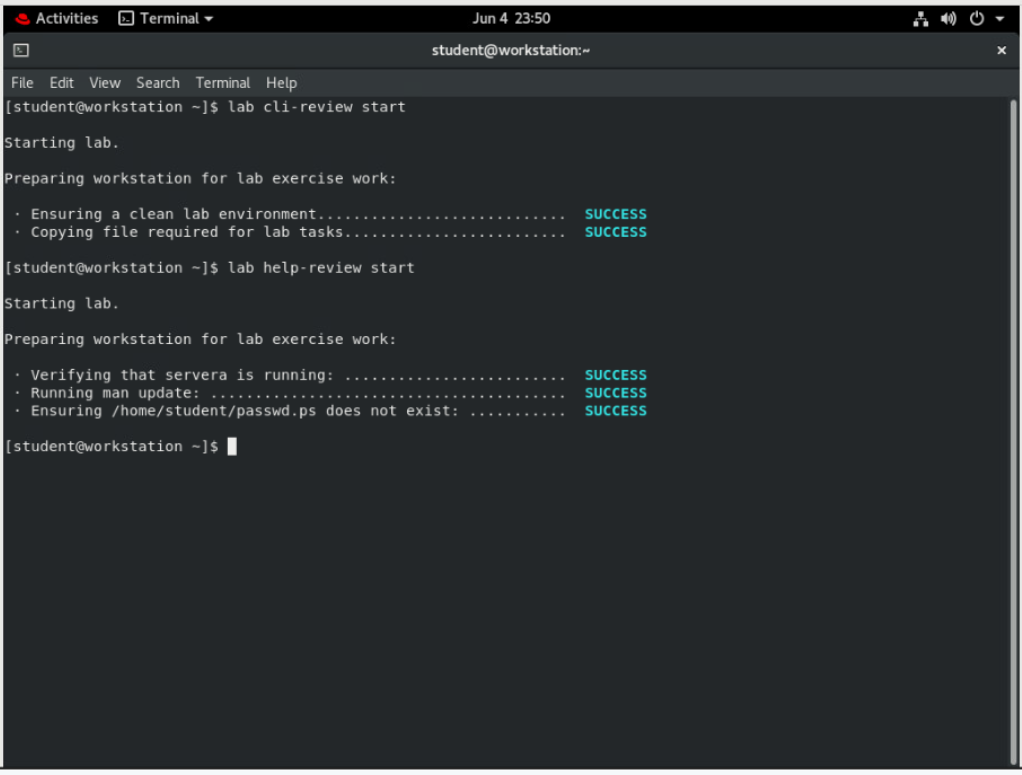 Activities Terminal Jun 4 23:50
student@workstation:~
File Edit View Search Terminal Help
[student@workstation ~]$ lab cli-review start
Starting lab.
Preparing workstation for lab exercise work:
· Ensuring a clean lab environment............................ SUCCESS
· Copying file required for lab tasks......................... SUCCESS
[student@workstation ~]$ lab help-review start
Starting lab.
Preparing workstation for lab exercise work:
· Verifying that servera is running: ......................... SUCCESS
· Running man update: ........................................ SUCCESS
· Ensuring /home/student/passwd.ps does not exist: ........... SUCCESS
[student@workstation ~]$